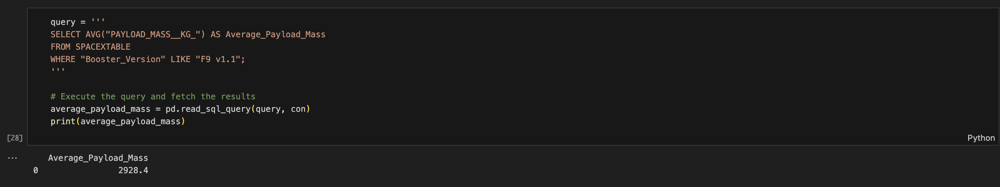 query = '''
SELECT AVG("PAYLOAD_MASS__KG_") AS Average_Payload_Mass
FROM SPACEXTABLE
WHERE "Booster_Version" LIKE "F9 v1.1";
'''
# Execute the query and fetch the results
average_payload_mass = pd.read_sql_query(query, con)
print(average_payload_mass)
[28]
Python
... Average_Payload_Mass
0 2928.4